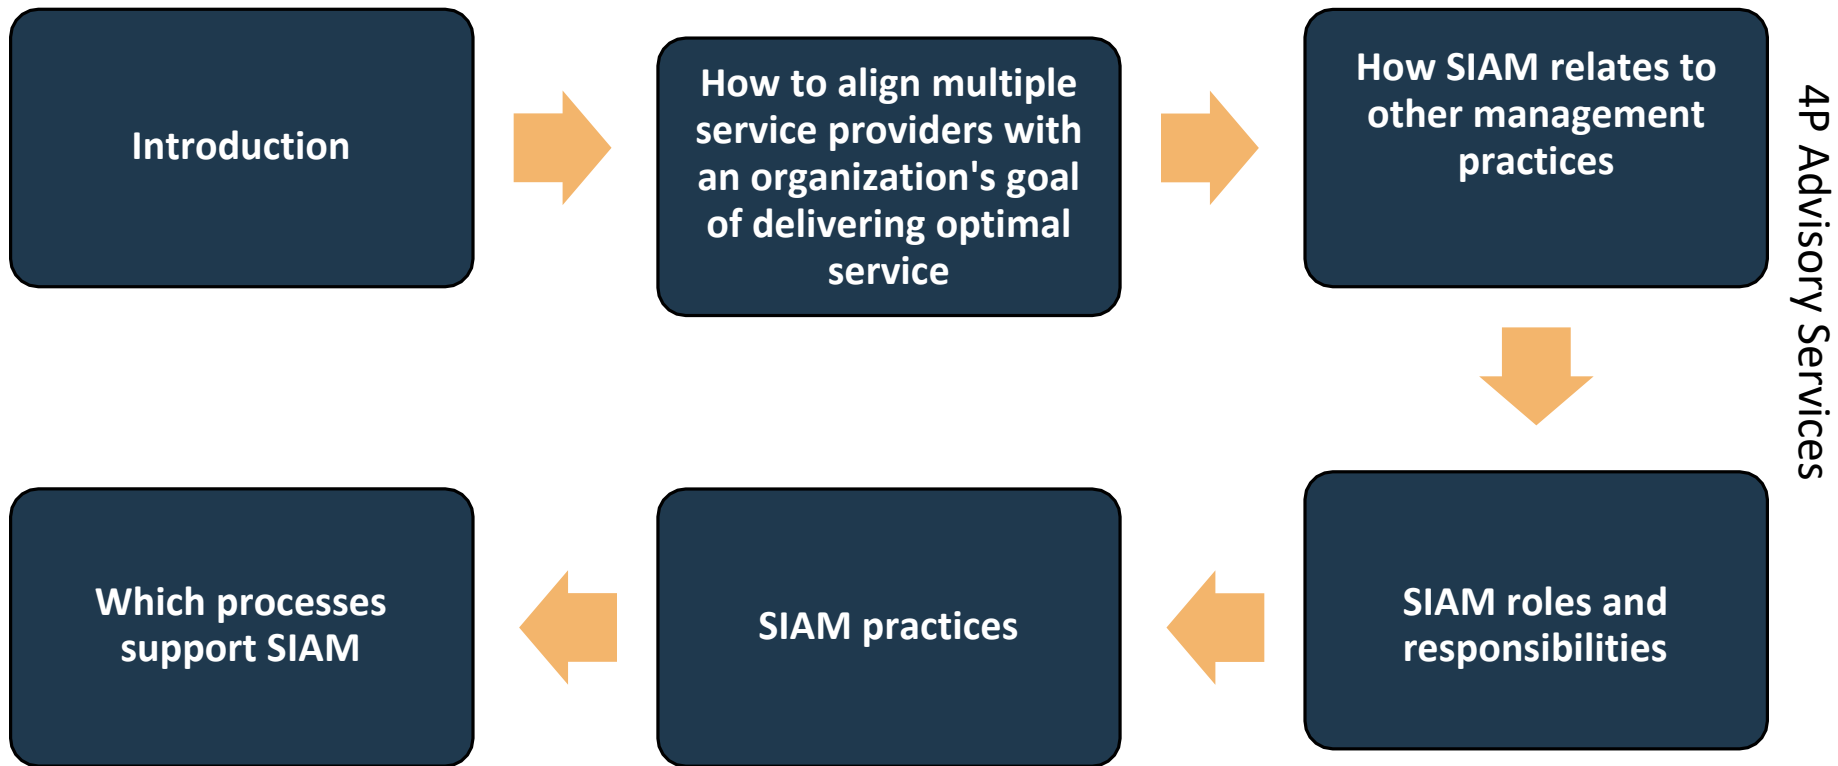 Introduction
How to align multiple
service providers with
an organization's goal
of delivering optimal
service
How SIAM relates to
other management
practices
4P Advisory Services
SIAM roles and
responsibilities
SIAM practices
Which processes
support SIAM